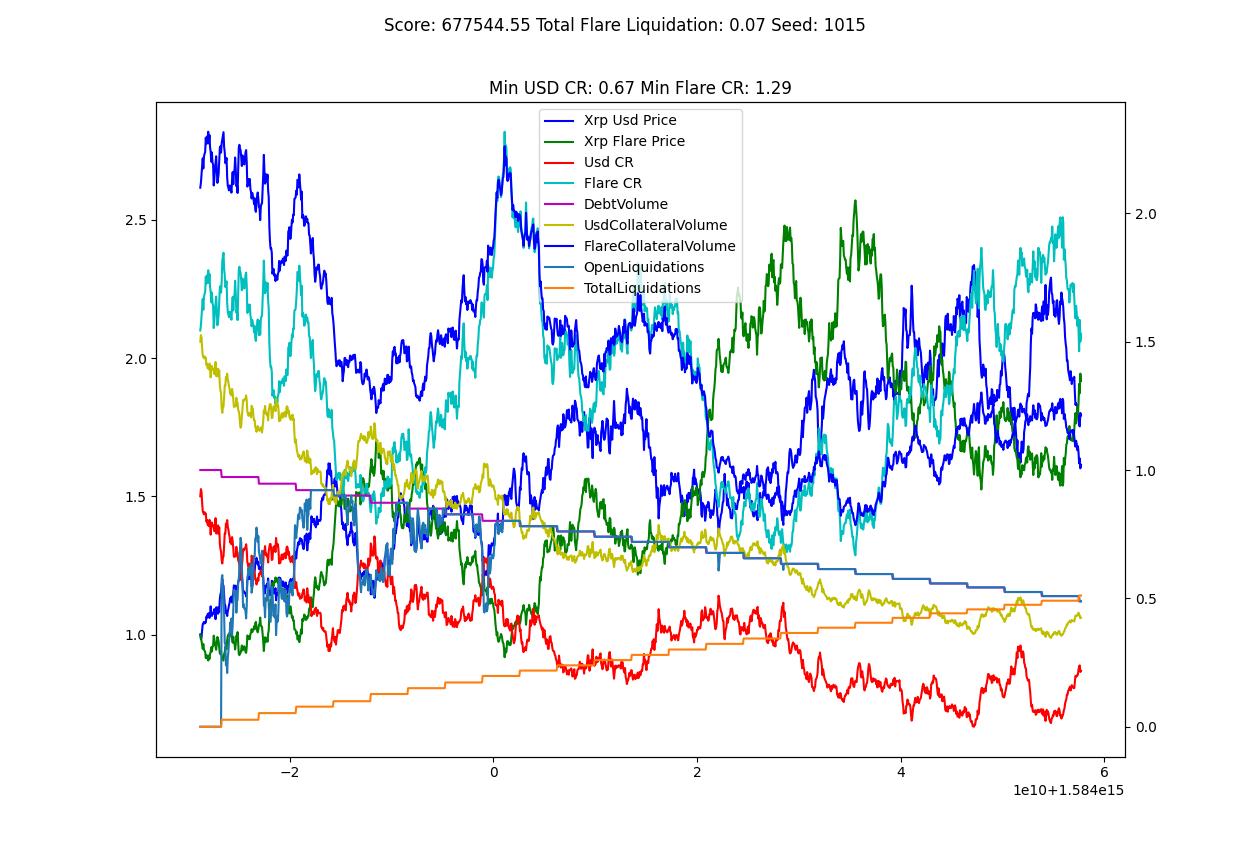 Score: 677544.55 Total Flare Liquidation: 0.07 Seed: 1015
Min USD CR: 0.67 Min Flare CR: 1.29
Xrp Usd Price
Xrp Flare Price
Usd CR
Flare CR
DebtVolume
UsdCollateralVolume
FlareCollateralVolume
OpenLiquidations
TotalLiquidations
2.5
2.0
1.5
1.0
2.0
1.5
1.0
0.5
0.0
−2 0 2 4 6
1e10+1.584e15